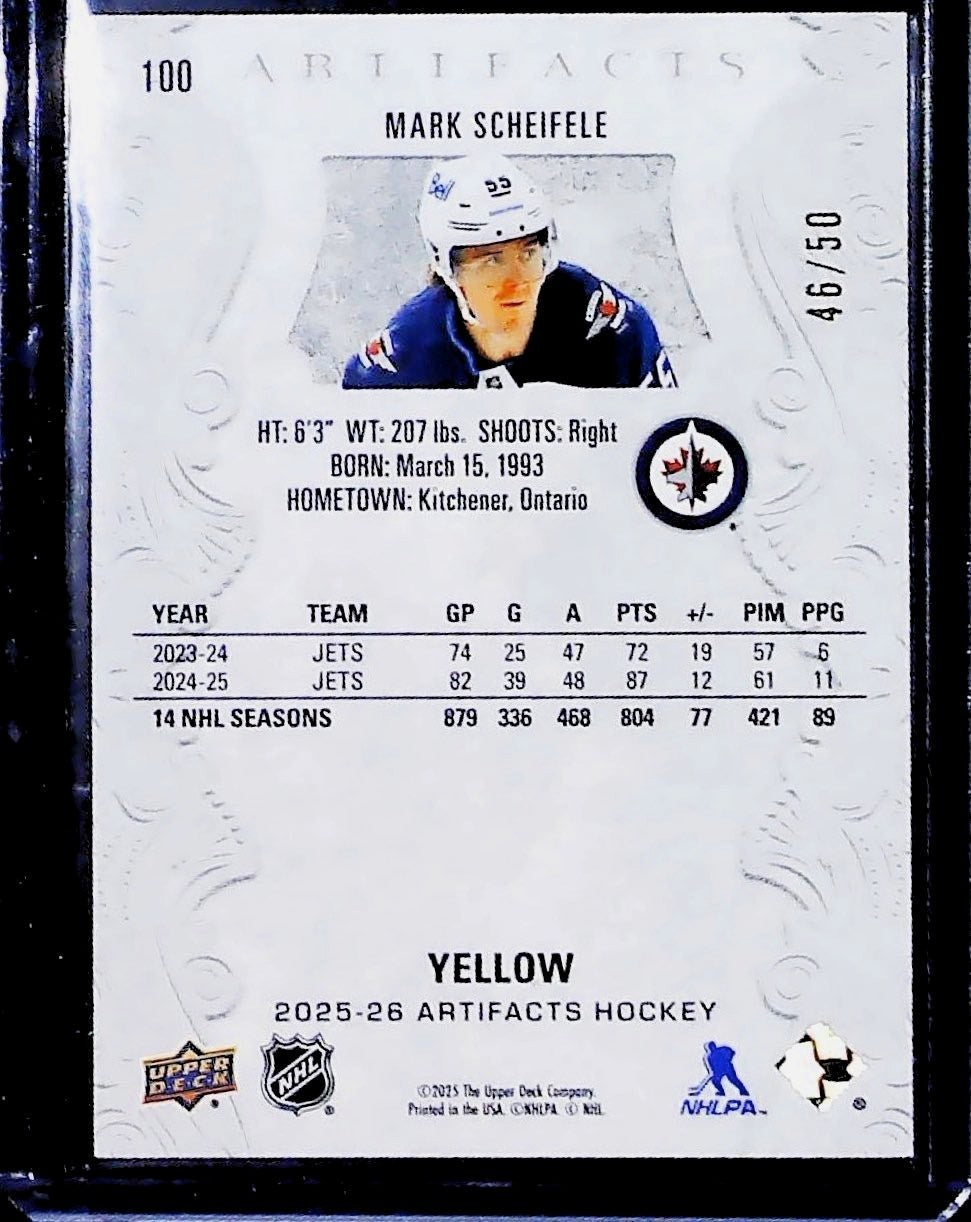 100
ARTIFACTS
MARK SCHEIFELE
Bell 55
46/50
HT: 6'3" WT: 207 lbs. SHOOTS: Right
BORN: March 15, 1993
HOMETOWN: Kitchener, Ontario
YEAR TEAM GP G A PTS +/- PIM PPG
2023-24 JETS 74 25 47 72 19 57 6
2024-25 JETS 82 39 48 87 12 61 11
14 NHL SEASONS 879 336 468 804 77 421 89
YELLOW
2025-26 ARTIFACTS HOCKEY
UPPER DECK
NHL ®
©2025 The Upper Deck Company.
Printed in the USA. ©NHLPA. © NHL
NHLPA™
®